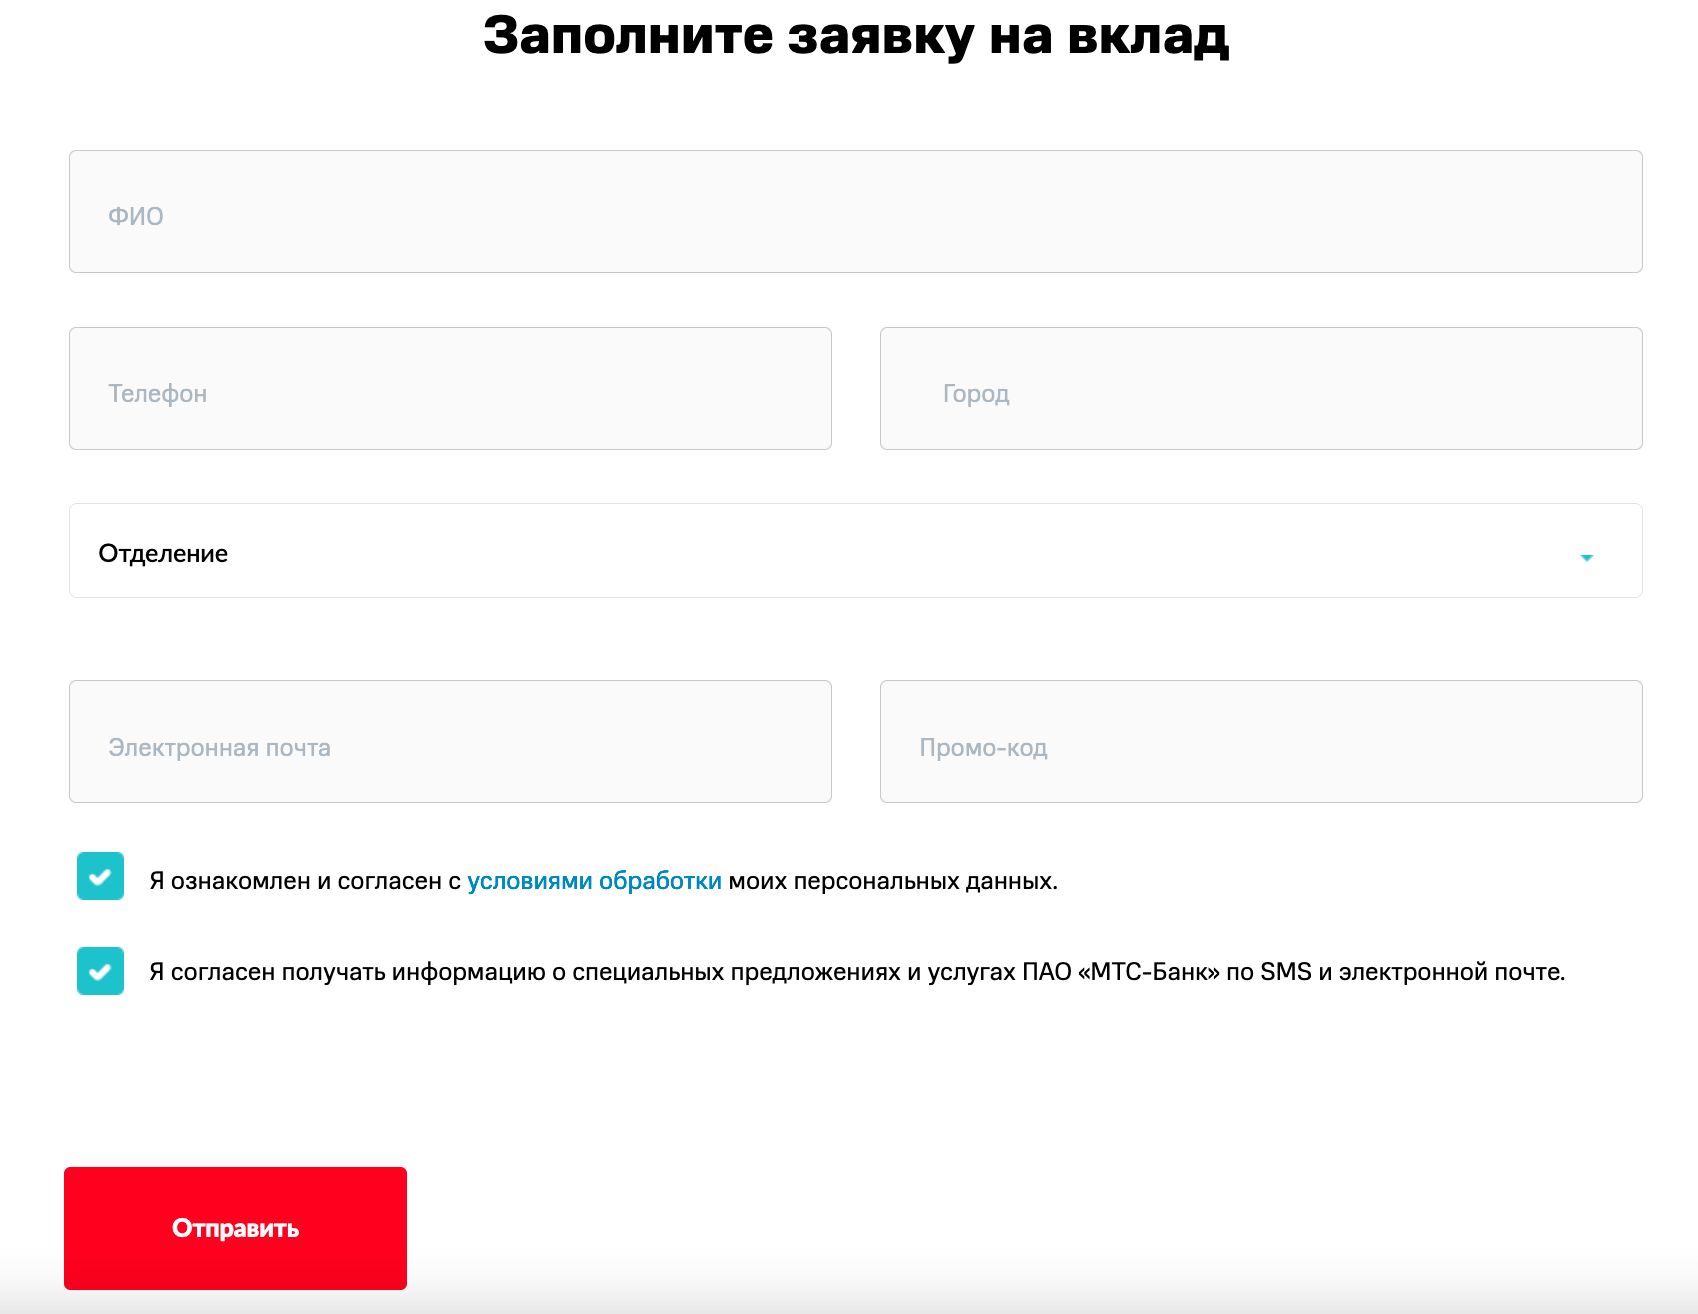 Заполните заявку на вклад
ФИО
Телефон
Город
Отделение
Электронная почта
Промо-код
Я ознакомлен и согласен с условиями обработки моих персональных данных.
Я согласен получать информацию о специальных предложениях и услугах ПАО «МТС-Банк» по SMS и электронной почте.
Отправить